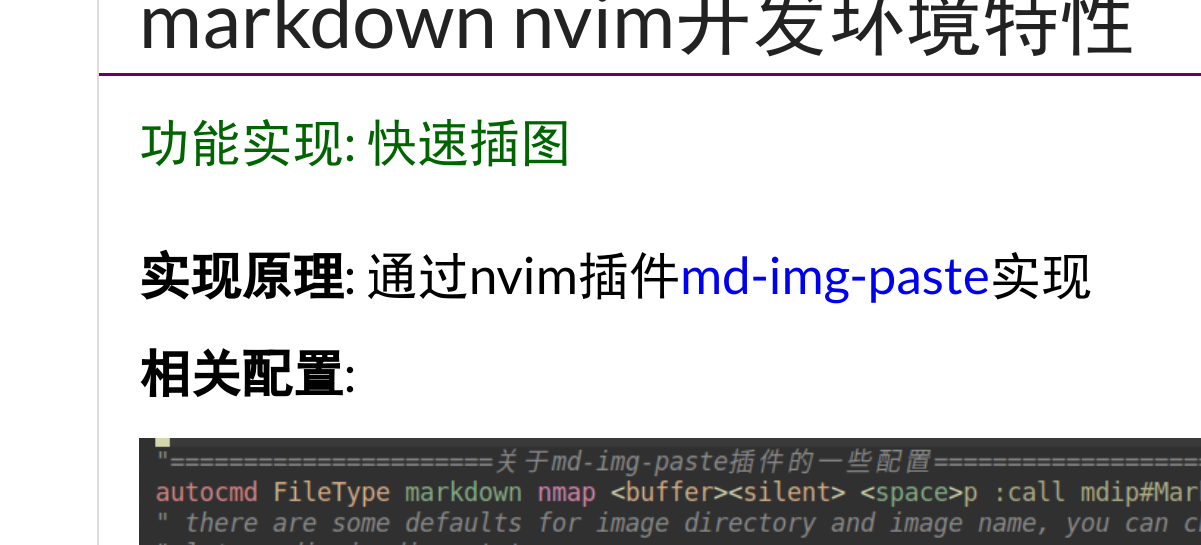 markdown nvim开发环境特性
功能实现: 快速插图
实现原理: 通过nvim插件md-img-paste实现
相关配置:
"======================关于md-img-paste插件的一些配置===================
autocmd FileType markdown nmap <buffer><silent> <space>p :call mdip#Mar
" there are some defaults for image directory and image name, you can